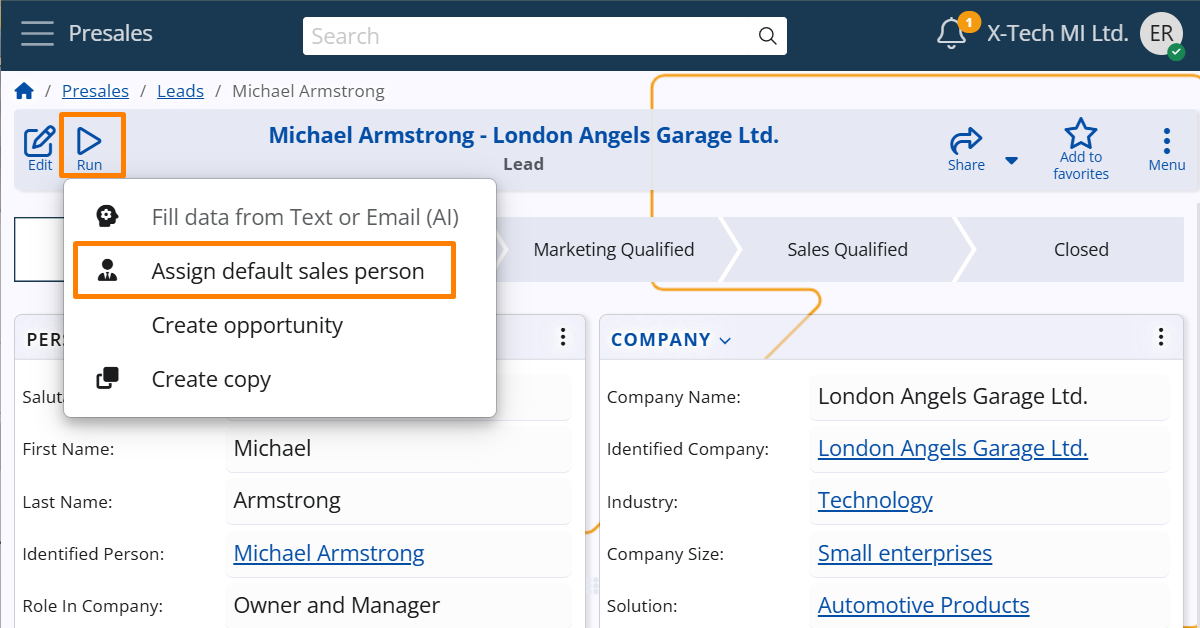 Presales
Search
1
X-Tech MI Ltd.
ER
/ Presales / Leads / Michael Armstrong
Edit
Run
Michael Armstrong - London Angels Garage Ltd.
Lead
Share
Add to
favorites
Menu
Fill data from Text or Email (AI)
Assign default sales person
Create opportunity
Create copy
Marketing Qualified
Sales Qualified
Closed
COMPANY
First Name:
Michael
Last Name:
Armstrong
Identified Person:
Michael Armstrong
Role In Company:
Owner and Manager
Company Name:
London Angels Garage Ltd.
Identified Company:
London Angels Garage Ltd.
Industry:
Technology
Company Size:
Small enterprises
Solution:
Automotive Products